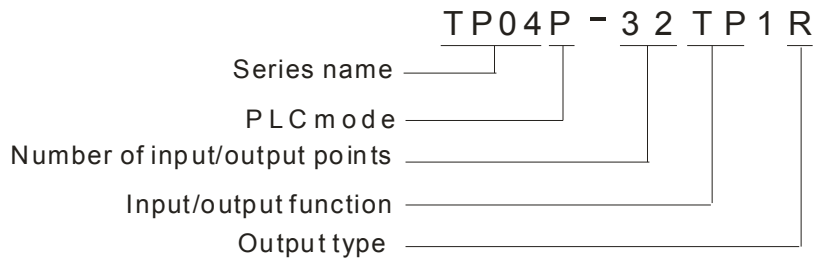 TP04P-32TP1R
Series name
PLC mode
Number of input/output points
Input/output function
Output type